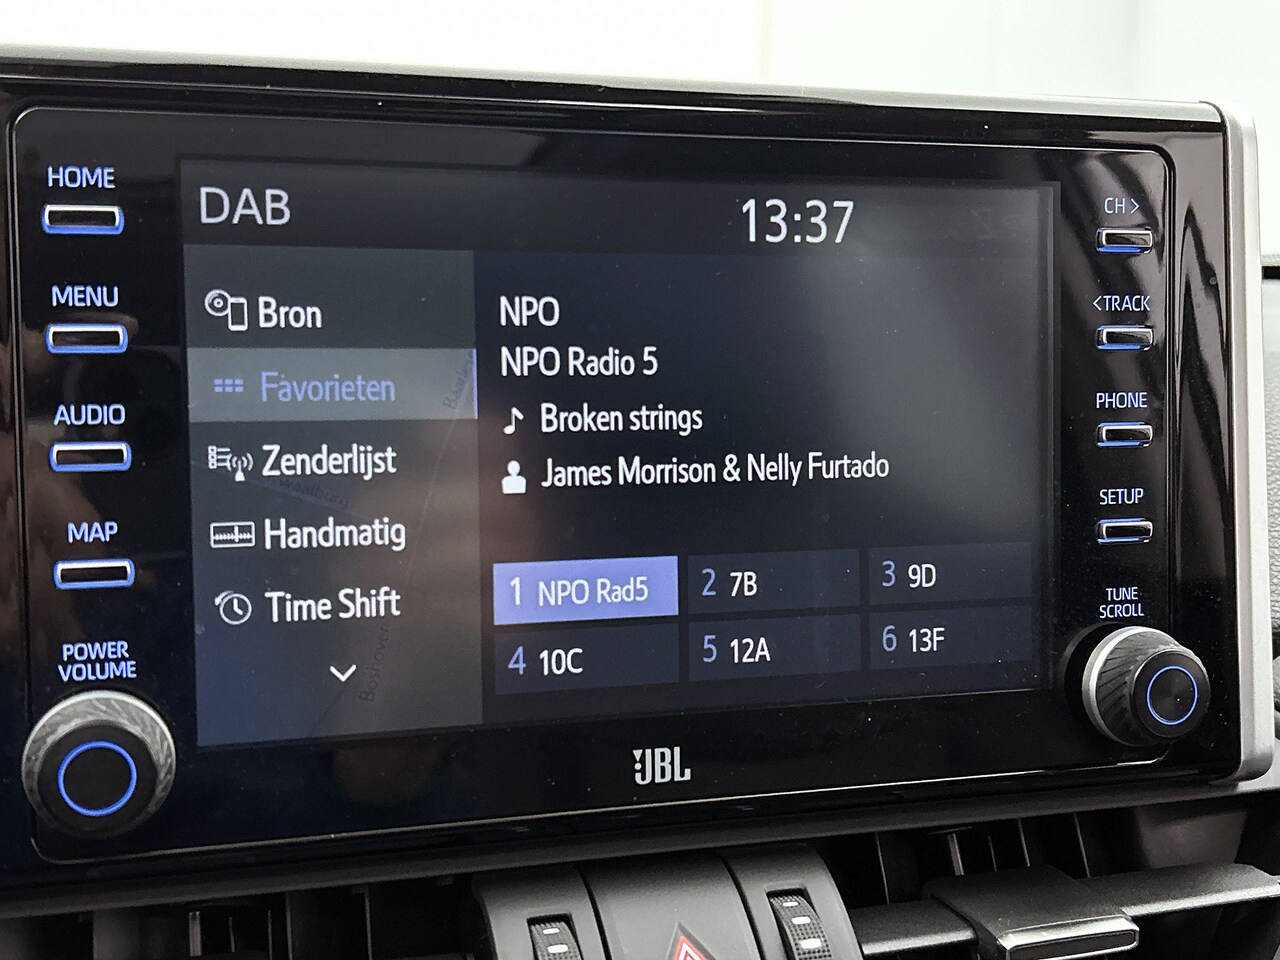 HOME
MENU
AUDIO
MAP
POWER
VOLUME
DAB
13:37
Bron
Favorieten
Zenderlijst
Handmatig
Time Shift
NPO
NPO Radio 5
Broken strings
James Morrison & Nelly Furtado
1 NPO Rad5
2 7B
3 9D
4 10C
5 12A
6 13F
CH >
< TRACK
PHONE
SETUP
TUNE
SCROLL
JBL